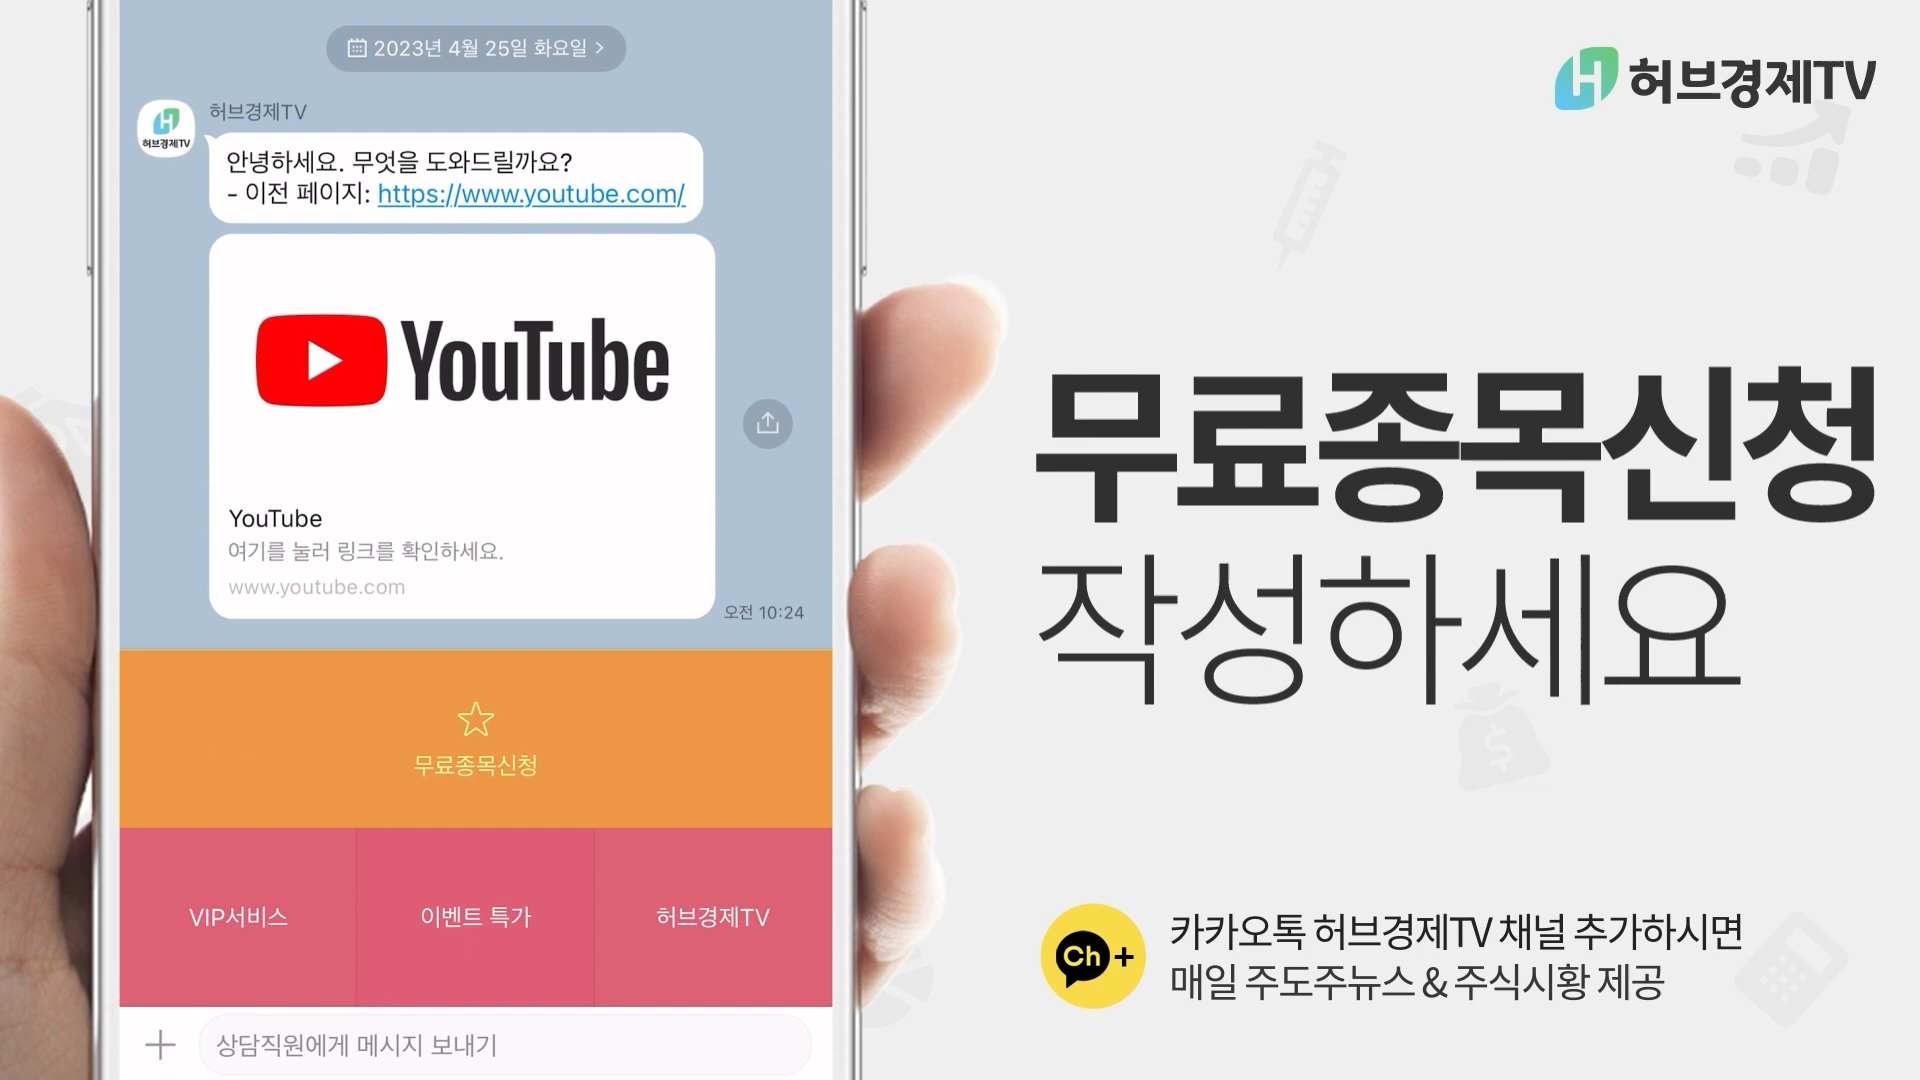 2023년 4월 25일 화요일 >
허브경제TV
허브경제TV
안녕하세요. 무엇을 도와드릴까요?
- 이전 페이지: https://www.youtube.com/
YouTube
YouTube
여기를 눌러 링크를 확인하세요.
www.youtube.com
오전 10:24
무료종목신청
VIP서비스
이벤트 특가
허브경제TV
상담직원에게 메시지 보내기
허브경제TV
무료종목신청
작성하세요
Ch+
카카오톡 허브경제TV 채널 추가하시면
매일 주도주뉴스 & 주식시황 제공